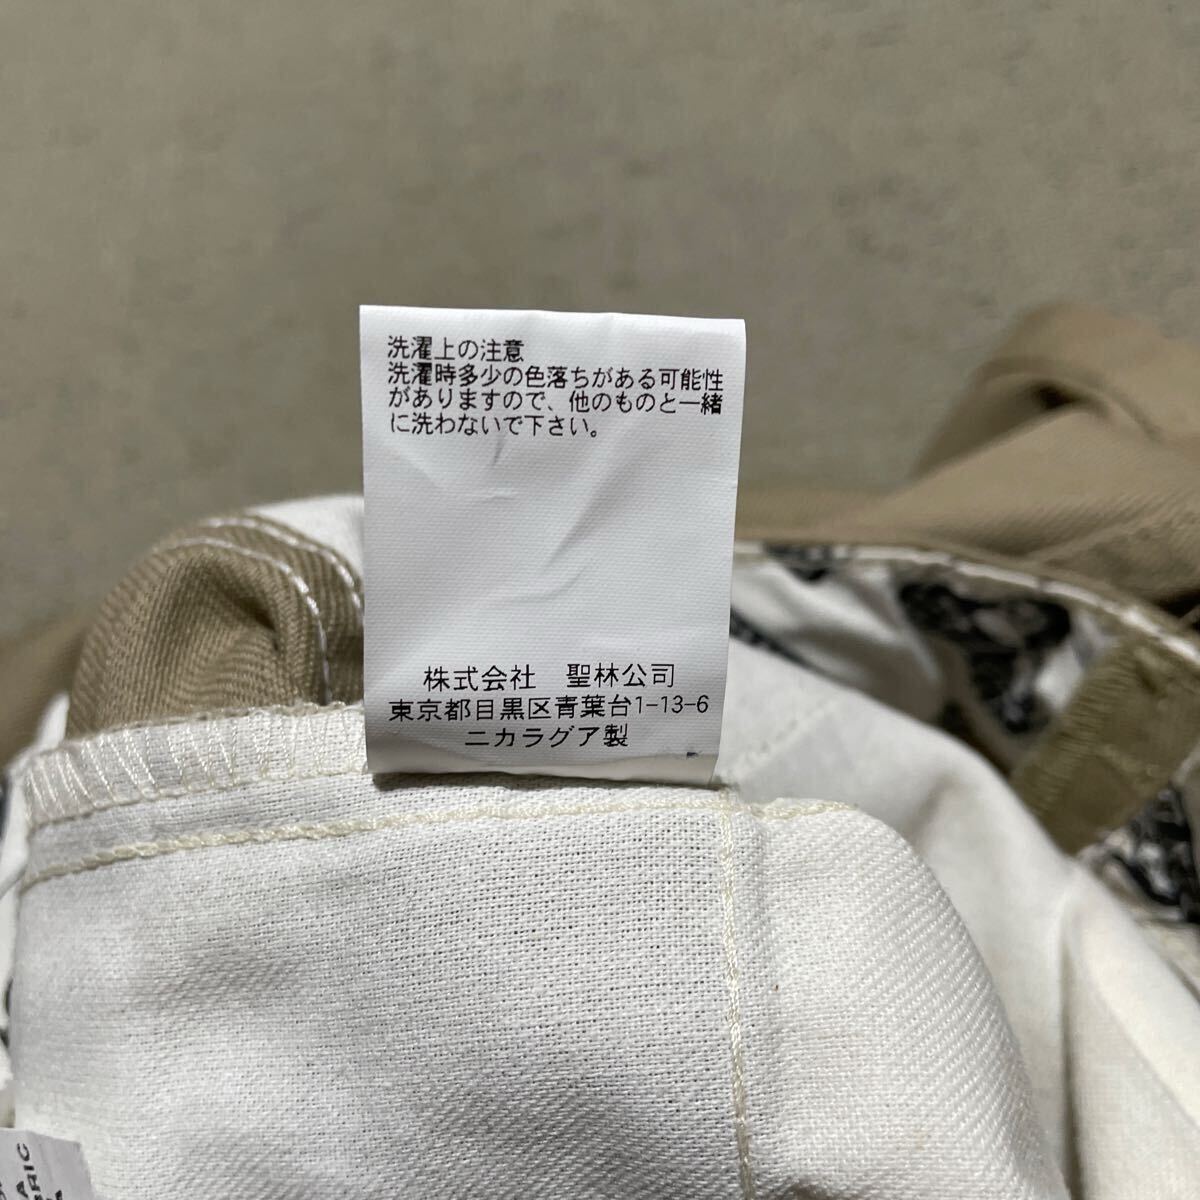 洗濯上の注意
洗濯時多少の色落ちがある可能性
がありますので、他のものと一緒
に洗わないで下さい。
株式会社　聖林公司
東京都目黒区青葉台1-13-6
ニカラグア製